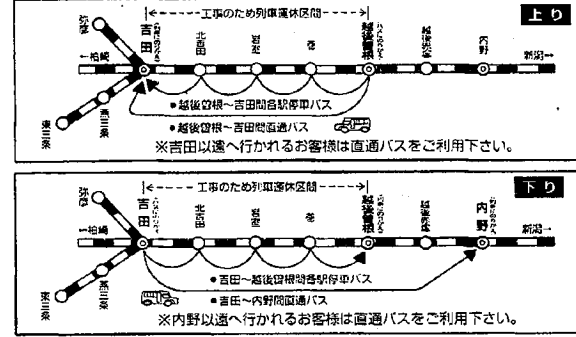 工事のため列車運休区間
上り
弥彦
吉田
北吉田
岩室
巻
越後曽根
越後赤塚
内野
←柏崎
新潟→
東三条
燕三条
●越後曽根~吉田間各駅停車バス
●越後曽根~吉田間直通バス
※吉田以遠へ行かれるお客様は直通バスをご利用下さい。
工事のため列車運休区間
下り
弥彦
吉田
北吉田
岩室
巻
越後曽根
越後赤塚
内野
←柏崎
新潟→
東三条
燕三条
●吉田~越後曽根間各駅停車バス
●吉田~内野間直通バス
※内野以遠へ行かれるお客様は直通バスをご利用下さい。